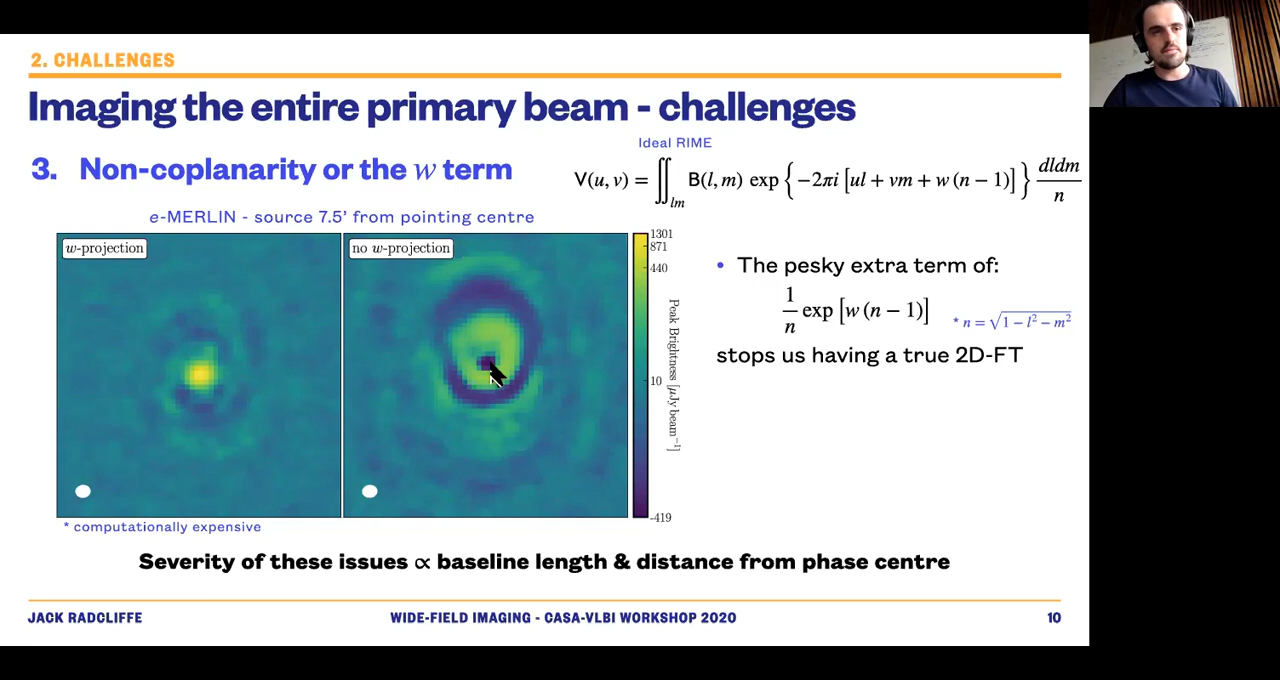 2. CHALLENGES
Imaging the entire primary beam - challenges
Ideal RIME
3. Non-coplanarity or the w term
V(u, v) = ∬_lm B(l, m) exp {−2πi [ul + vm + w (n − 1)]} dldm/n
e-MERLIN - source 7.5’ from pointing centre
w-projection
no w-projection
1301
871
440
10
-419
Peak Brightness [μJy beam⁻¹]
• The pesky extra term of:
1/n exp [w (n − 1)]
* n = √(1 − l² − m²)
stops us having a true 2D-FT
* computationally expensive
Severity of these issues ∝ baseline length & distance from phase centre
JACK RADCLIFFE
WIDE-FIELD IMAGING - CASA-VLBI WORKSHOP 2020
10